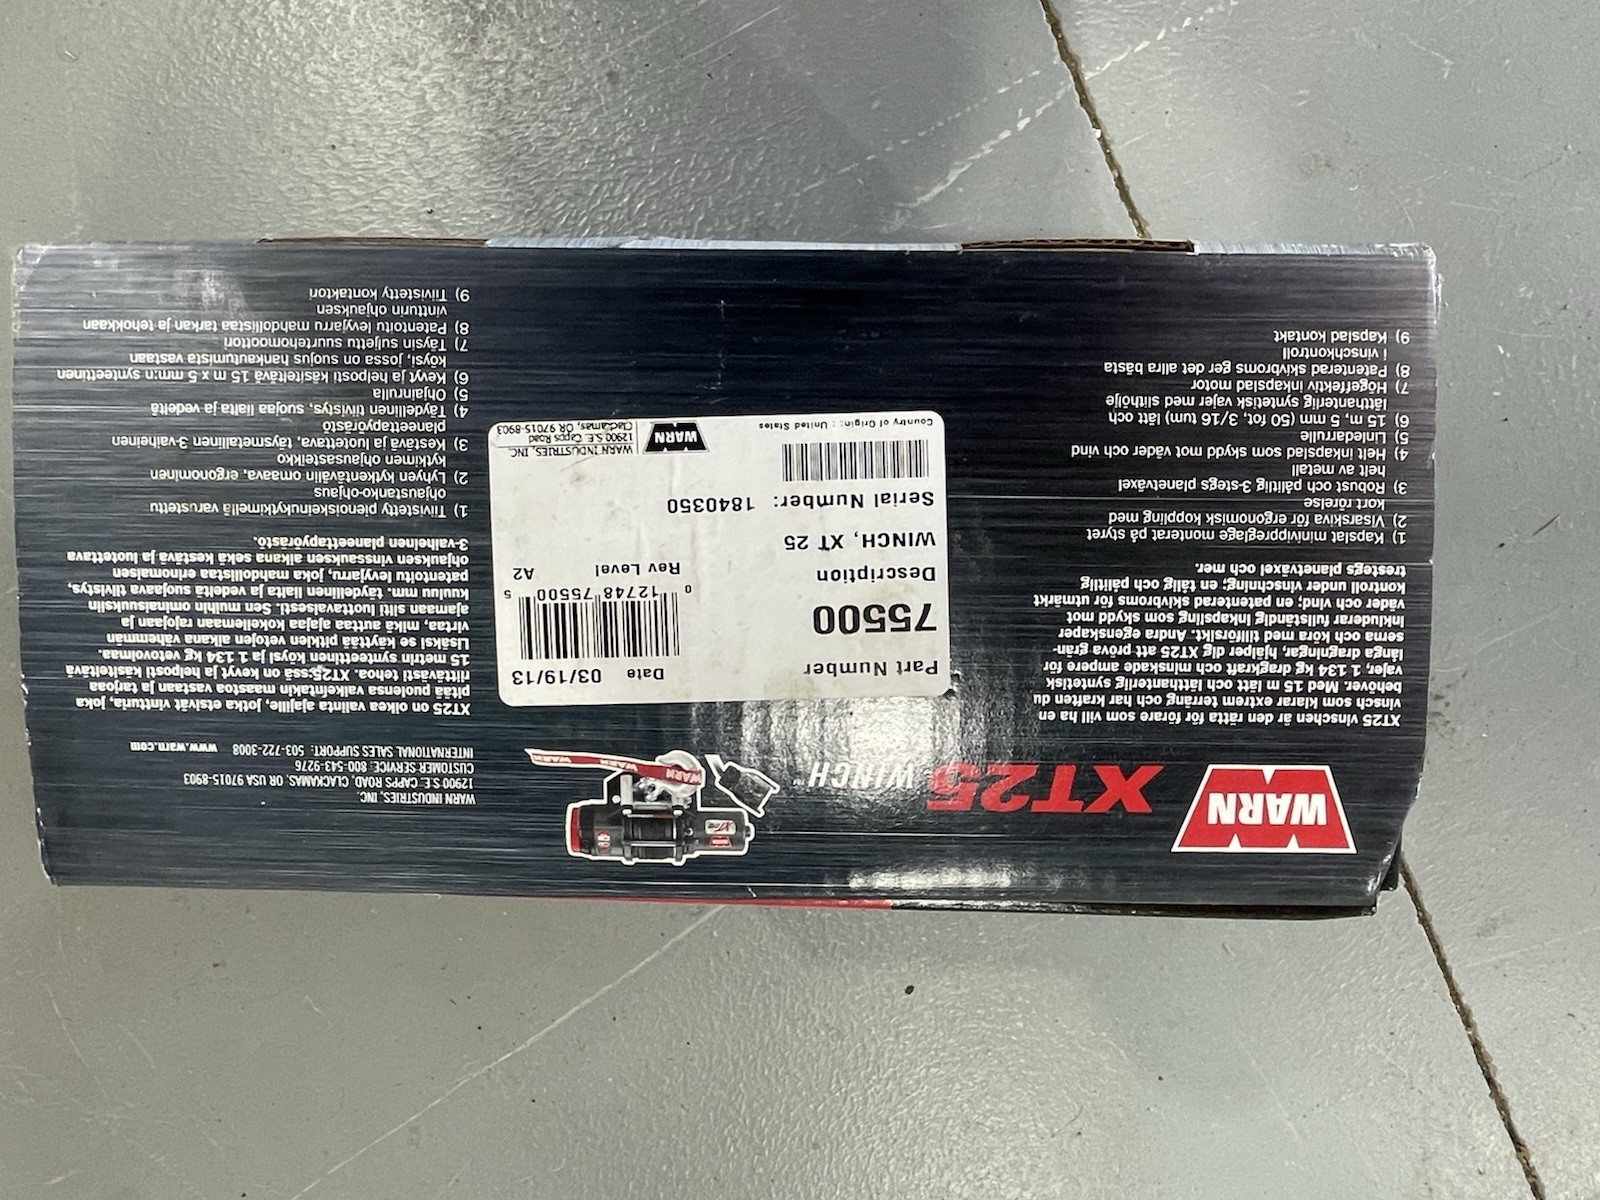 WARN
XT25 WINCH™
WARN
WARN
WARN INDUSTRIES, INC.
12900 S.E. CAPPS ROAD, CLACKAMAS, OR USA 97015-8903
CUSTOMER SERVICE: 800-543-9276
INTERNATIONAL SALES SUPPORT: 503-722-3008 www.warn.com
XT25 vinschen är den rätta för förare som vill ha en
vinsch som klarar extrem terräng och har kraften du
behöver. Med 15 m lätt och lätthanterlig syntetisk
vajer, 1 134 kg dragkraft och minskade ampere för
långa dragningar, hjälper dig XT25 att pröva grän-
serna och köra med tillförsikt. Andra egenskaper
inkluderar fullständig inkapsling som skydd mot
väder och vind; en patenterad skivbroms för utmärkt
kontroll under vinschning; en tålig och pålitlig
trestegs planetväxel och mer.
1) Kapslat minivippreglage monterat på styret
2) Visarskiva för ergonomisk koppling med
kort rörelse
3) Robust och pålitlig 3-stegs planetväxel
helt av metall
4) Helt inkapslad som skydd mot väder och vind
5) Linledarrulle
6) 15 m, 5 mm (50 fot, 3/16 tum) lätt och
lätthanterlig syntetisk vajer med slithölje
7) Högeffektiv inkapslad motor
8) Patenterad skivbroms ger det allra bästa
i vinschkontroll
9) Kapslad kontakt
Part Number
75500
Description
WINCH, XT 25
Serial Number: 1840350
Country of Origin: : United States
Date 03/19/13
0 12748 75500 5
Rev Level A2
WARN
WARN INDUSTRIES, INC.
12900 S.E. Capps Road
Clackamas, OR 97015-8903
XT25 on oikea valinta ajajille, jotka etsivät vintturia, joka
pitää puolensa vaikeintakin maastoa vastaan ja tarjoaa
riittävästi tehoa. XT25:ssä on kevyt ja helposti käsiteltävä
15 metrin synteettinen köysi ja 1 134 kg. vetovoimaa.
Lisäksi se käyttää pitkien vetojen aikana vähemmän
virtaa, mikä auttaa ajajaa kokeilemaan rajojaan ja
ajamaan silti luottavaisesti. Sen muihin ominaisuuksiin
kuuluu mm. täydellinen lialta ja vedeltä suojaava tiivistys,
patentoitu levyjarru, joka mahdollistaa erinomaisen
ohjauksen vinssauksen aikana sekä kestävä ja luotettava
3-vaiheinen planeettapyörästö.
1) Tiivistetty pienoiskeinukytkimellä varustettu
ohjaustanko-ohjaus
2) Lyhyen kytkentävälin omaava, ergonominen
kytkimen ohjausasteikko
3) Kestävä ja luotettava, täysmetallinen 3-vaiheinen
planeettapyörästö
4) Täydellinen tiivistys, suojaa lialta ja vedeltä
5) Ohjainrulla
6) Kevyt ja helposti käsiteltävä 15 m x 5 mm:n synteettinen
köysi, jossa on suojus hankautumista vastaan
7) Täysin suljettu suurtehomoottori
8) Patentoitu levyjarru mahdollistaa tarkan ja tehokkaan
vintturin ohjauksen
9) Tiivistetty kontaktori